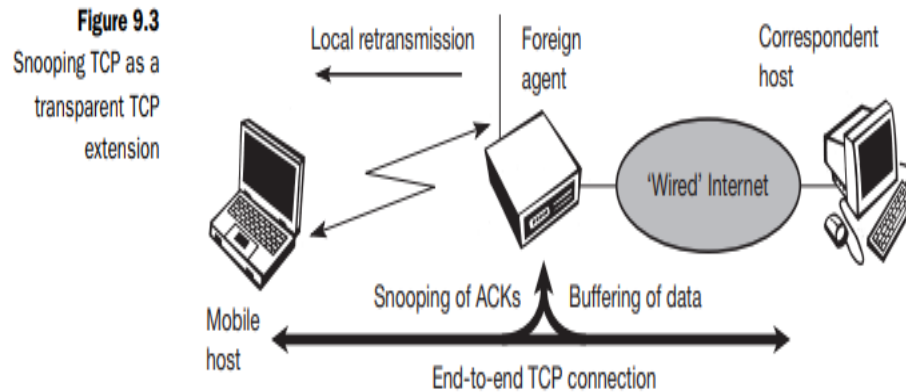 Figure 9.3
Snooping TCP as a
transparent TCP
extension
Local retransmission
Foreign
agent
Correspondent
host
'Wired' Internet
Snooping of ACKs
Buffering of data
Mobile
host
End-to-end TCP connection